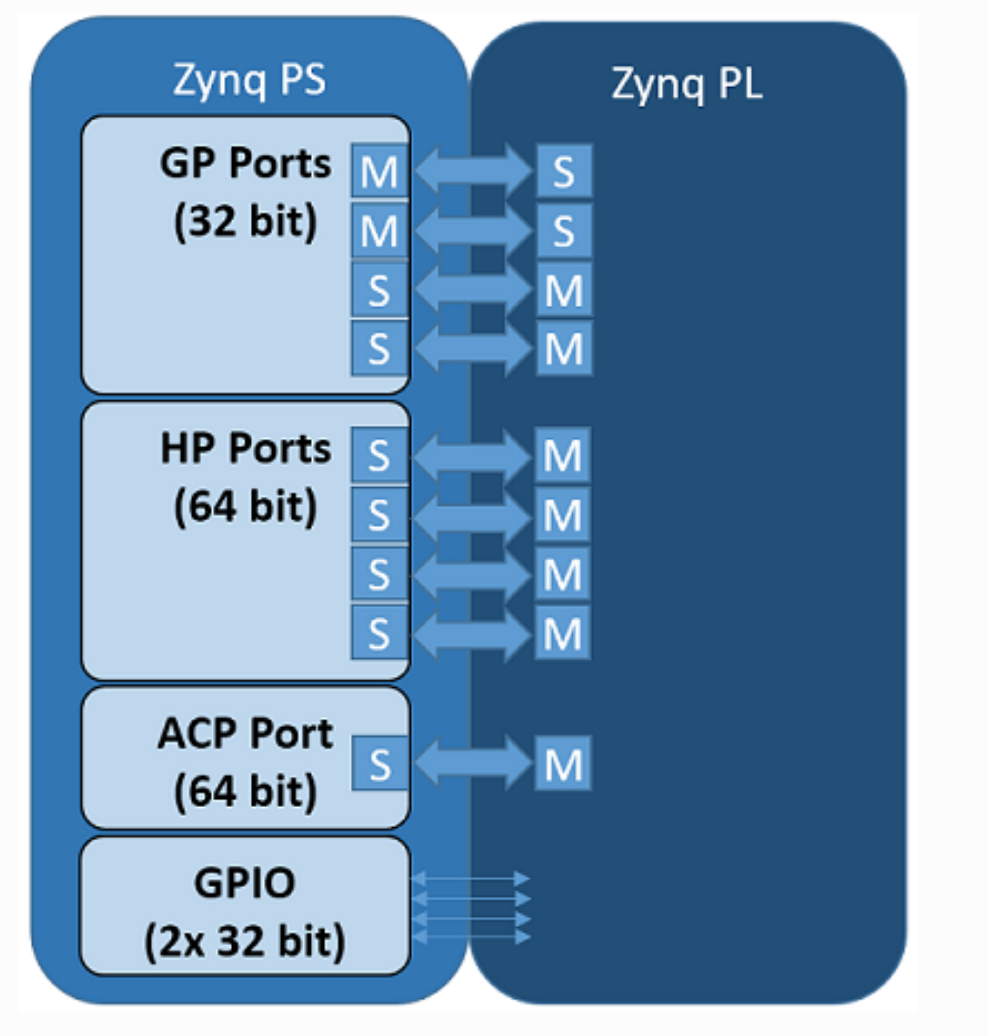 Zynq PS
Zynq PL
GP Ports
(32 bit)
M S
M S
S M
S M
HP Ports
(64 bit)
S M
S M
S M
S M
ACP Port
(64 bit)
S M
GPIO
(2x 32 bit)